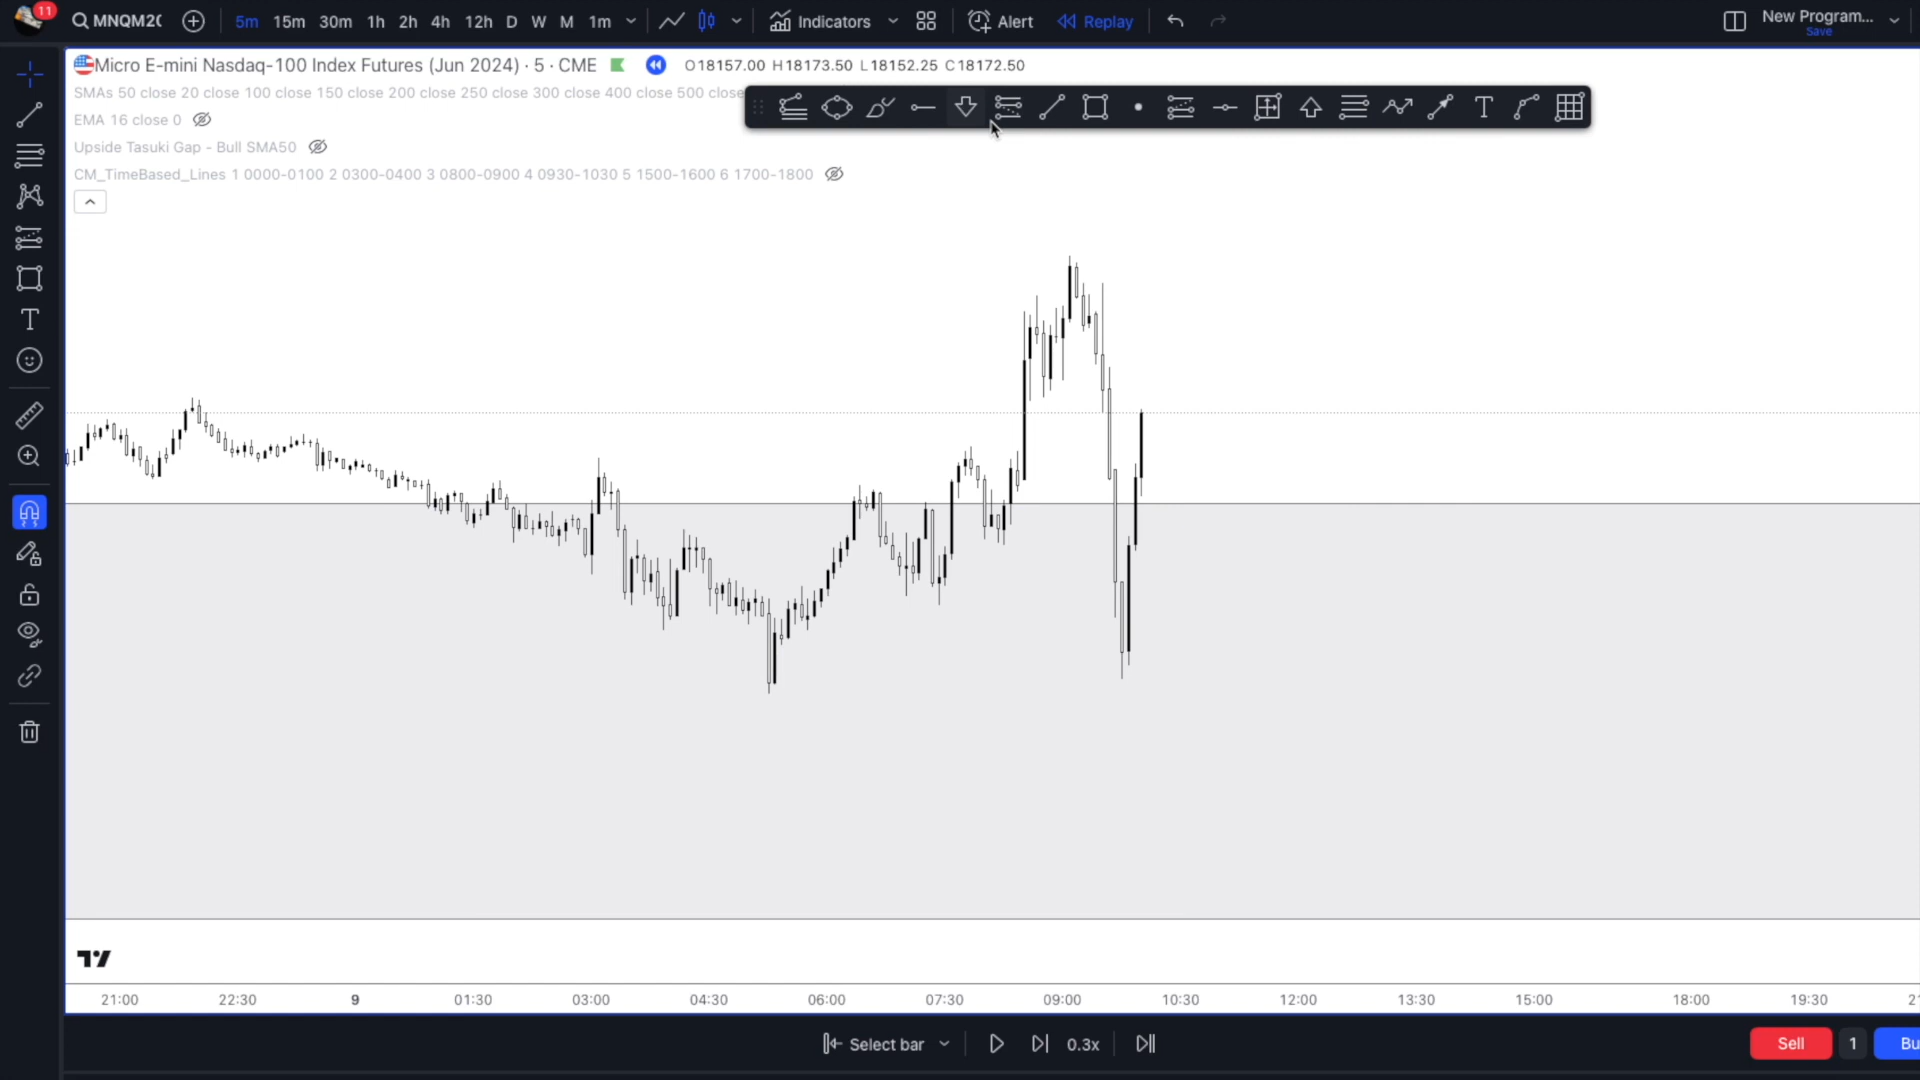 11
MNQM2
5m 15m 30m 1h 2h 4h 12h D W M 1m
Indicators
Alert
Replay
New Program...
Save
Micro E-mini Nasdaq-100 Index Futures (Jun 2024) · 5 · CME
O18157.00 H18173.50 L18152.25 C18172.50
SMAs 50 close 20 close 100 close 150 close 200 close 250 close 300 close 400 close 500 close
EMA 16 close 0
Upside Tasuki Gap - Bull SMA50
CM_TimeBased_Lines 1 0000-0100 2 0300-0400 3 0800-0900 4 0930-1030 5 1500-1600 6 1700-1800
21:00 22:30 9 01:30 03:00 04:30 06:00 07:30 09:00 10:30 12:00 13:30 15:00 18:00 19:30
Select bar
0.3x
Sell
1
Bu